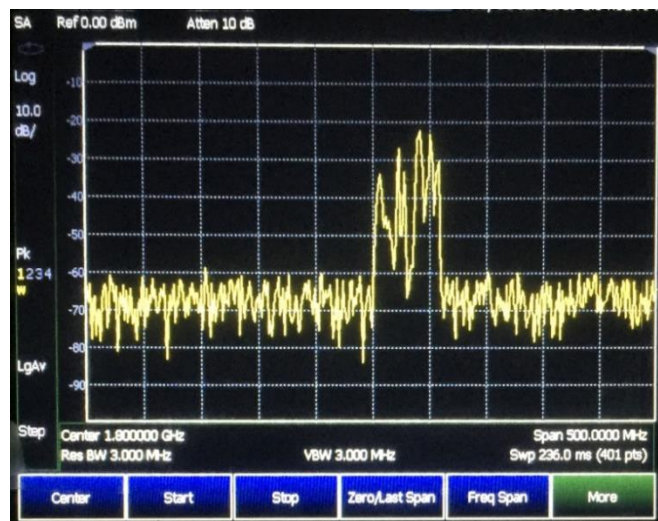 SA Ref 0.00 dBm Atten 10 dB
Log
10.0
dB/
-10
-20
-30
-40
-50
-60
-70
-80
-90
Pk
1234
W
LgAv
Step
Center 1.800000 GHz Span 500.0000 MHz
Res BW 3.000 MHz VBW 3.000 MHz Swp 236.0 ms (401 pts)
Center Start Stop Zero/Last Span Freq Span More